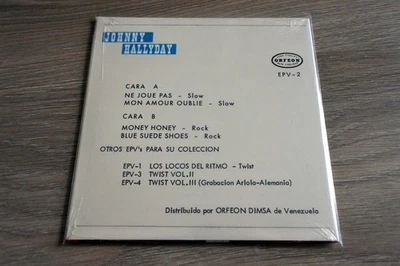 JOHNNY
HALLYDAY
ORFEON
EPV-2
CARA A
NE JOUE PAS - Slow
MON AMOUR OUBLIE - Slow
CARA B
MONEY HONEY - Rock
BLUE SUEDE SHOES - Rock
OTROS EPV's PARA SU COLECCION
EPV-1 LOS LOCOS DEL RITMO - Twist
EPV-3 TWIST VOL.II
EPV-4 TWIST VOL.III (Grabacion Ariola-Alemania)
Distribuido por ORFEON DIMSA de Venezuela